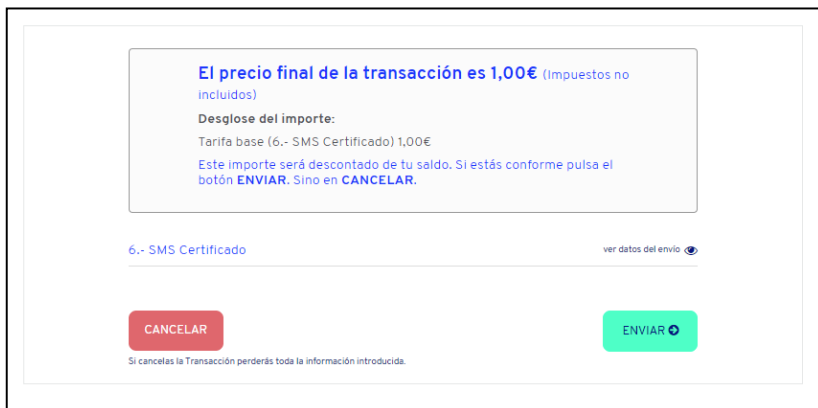 El precio final de la transacción es 1,00€ (Impuestos no
incluidos)
Desglose del importe:
Tarifa base (6.- SMS Certificado) 1,00€
Este importe será descontado de tu saldo. Si estás conforme pulsa el
botón ENVIAR. Sino en CANCELAR.
6.- SMS Certificado
ver datos del envío
CANCELAR
ENVIAR
Si cancelas la Transacción perderás toda la información introducida.